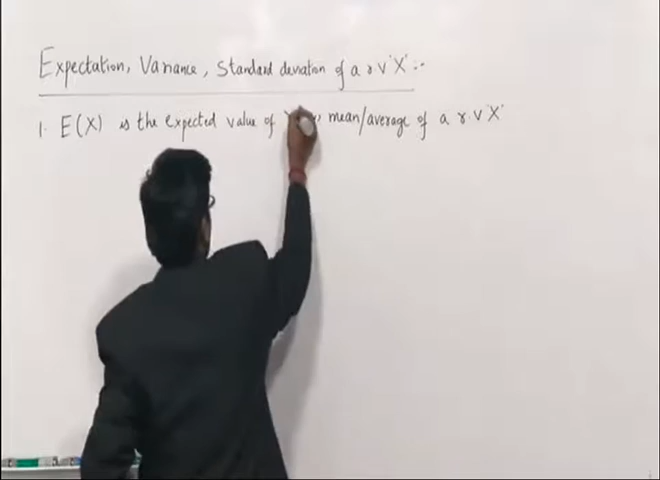 Expectation, Variance, Standard deviation of a r.v 'X' :-
1. E(X) is the expected value of mean/average of a r.v 'X'